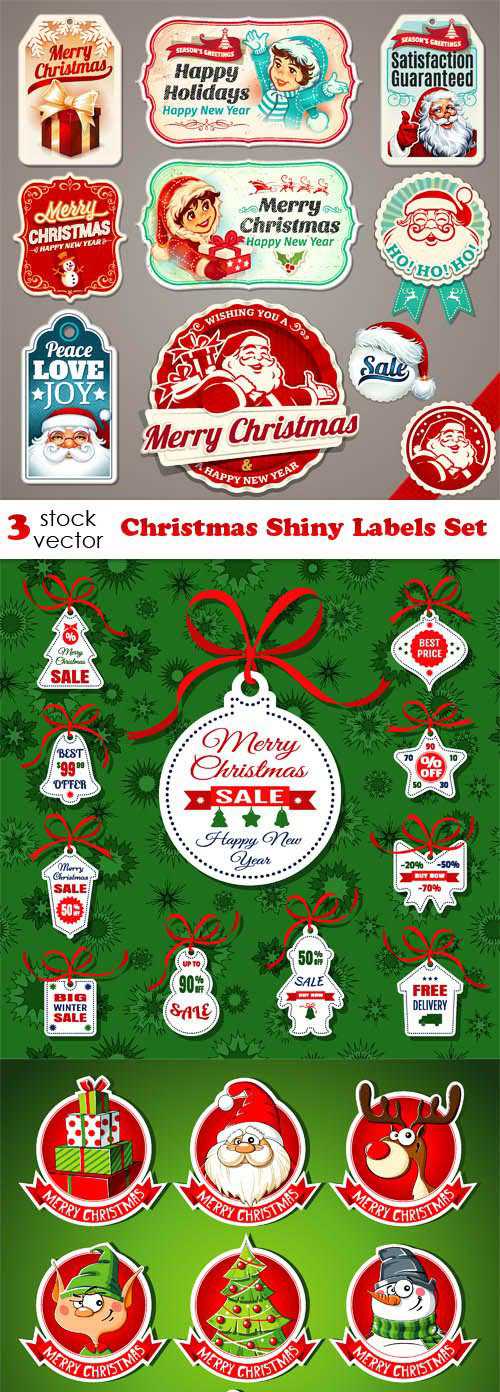 Merry
Christmas
SEASON'S GREETINGS
Happy
Holidays
Happy New Year
SEASON'S GREETINGS
Satisfaction
Guaranteed
Merry
CHRISTMAS
HAPPY NEW YEAR
Merry
Christmas
Happy New Year
HO! HO! HO!
Peace
LOVE
JOY
WISHING YOU A
Merry Christmas
&
A HAPPY NEW YEAR
Sale
3 stock vector
Christmas Shiny Labels Set
%
Merry
Christmas
SALE
BEST
PRICE
Merry
Christmas
SALE
Happy New
Year
BEST
$99.99
OFFER
70 90
10 % OFF 100
50 30
Merry
Christmas
SALE
50% OFF
-20% -50%
BUY NOW
-70%
BIG
WINTER
SALE
UP TO
90% OFF
SALE
50% OFF
SALE
BUY NOW
FREE
DELIVERY
MERRY CHRISTMAS
MERRY CHRISTMAS
MERRY CHRISTMAS
MERRY CHRISTMAS
MERRY CHRISTMAS
MERRY CHRISTMAS